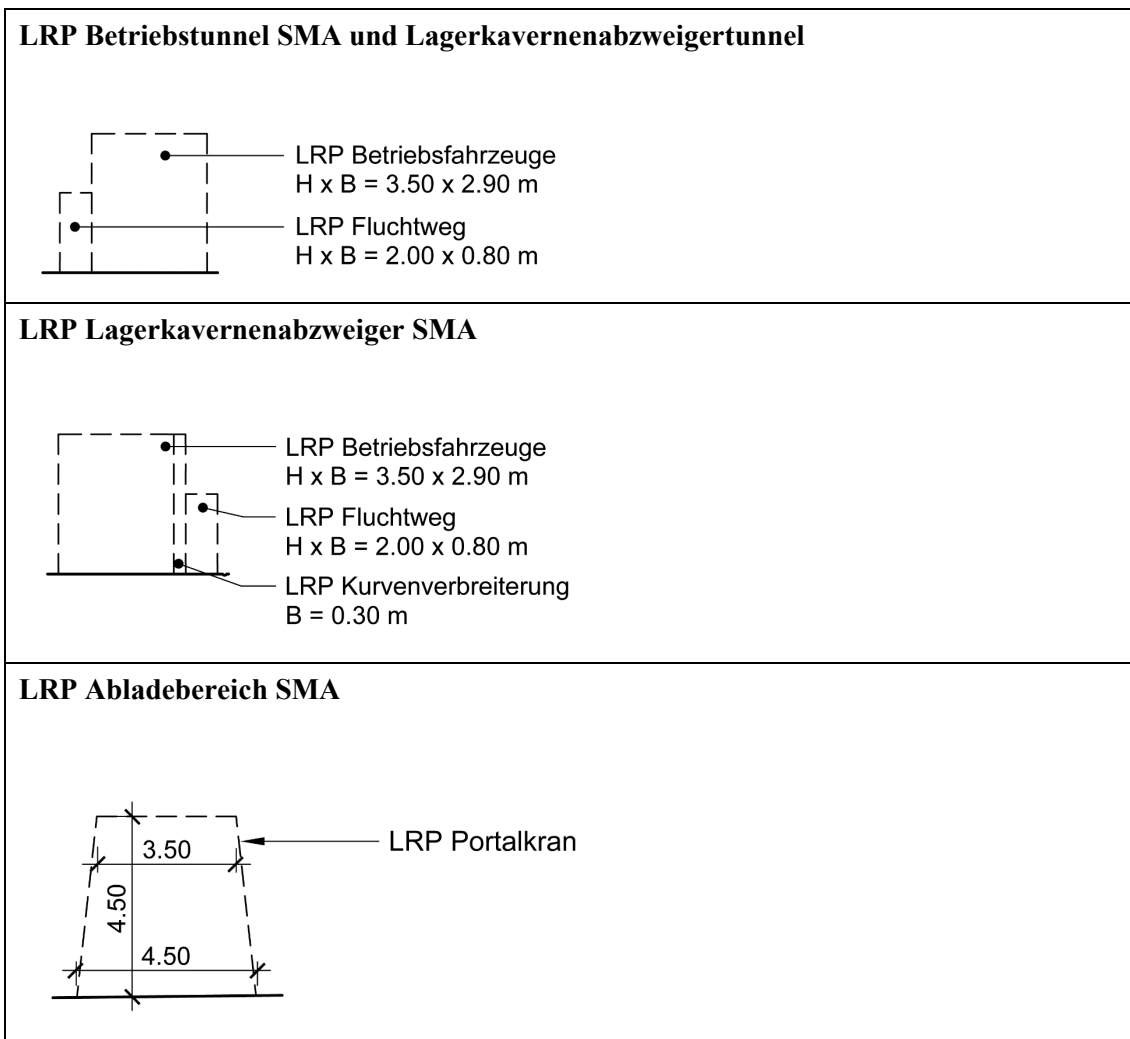 LRP Betriebstunnel SMA und Lagerkavernenabzweigertunnel
LRP Betriebsfahrzeuge
H x B = 3.50 x 2.90 m
LRP Fluchtweg
H x B = 2.00 x 0.80 m
LRP Lagerkavernenabzweiger SMA
LRP Betriebsfahrzeuge
H x B = 3.50 x 2.90 m
LRP Fluchtweg
H x B = 2.00 x 0.80 m
LRP Kurvenverbreiterung
B = 0.30 m
LRP Abladebereich SMA
LRP Portalkran
3.50
4.50
4.50